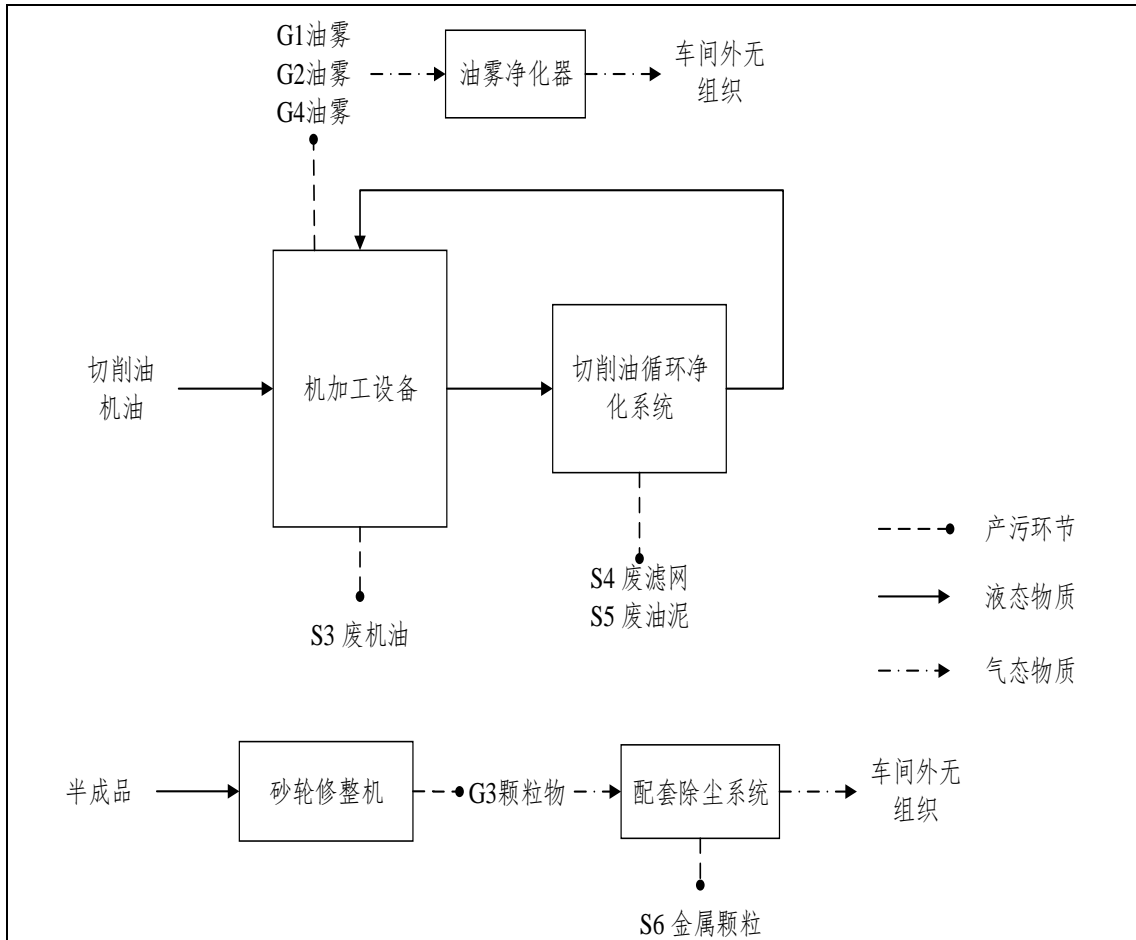 G1油雾
G2油雾
G4油雾
油雾净化器
车间外无
组织
切削油
机油
机加工设备
切削油循环净
化系统
S3 废机油
S4 废滤网
S5 废油泥
产污环节
液态物质
气态物质
半成品
砂轮修整机
G3颗粒物
配套除尘系统
车间外无
组织
S6 金属颗粒